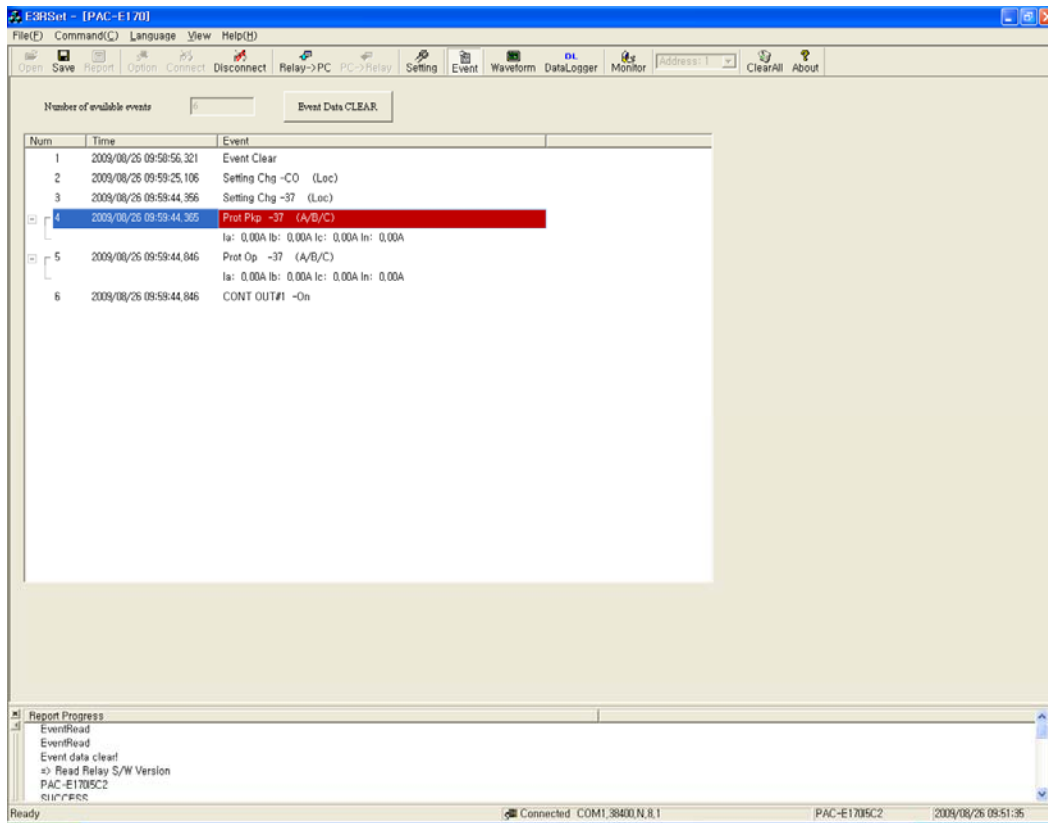 E3RSet - [PAC-E170]
File(F) Command(C) Language View Help(H)
Open Save Report Option Connect Disconnect Relay->PC PC->Relay Setting Event Waveform DL DataLogger Monitor Address: 1 ClearAll About
Number of available events 6 Event Data CLEAR
Num Time Event
1 2009/08/26 09:58:56,321 Event Clear
2 2009/08/26 09:59:25,106 Setting Chg -CO (Loc)
3 2009/08/26 09:59:44,356 Setting Chg -37 (Loc)
4 2009/08/26 09:59:44,365 Prot Pkp -37 (A/B/C)
Ia: 0,00A Ib: 0,00A Ic: 0,00A In: 0,00A
5 2009/08/26 09:59:44,846 Prot Op -37 (A/B/C)
Ia: 0,00A Ib: 0,00A Ic: 0,00A In: 0,00A
6 2009/08/26 09:59:44,846 CONT OUT#1 -On
Report Progress
EventRead
EventRead
Event data clear!
=> Read Relay S/W Version
PAC-E170I5C2
SUCCESS
Ready Connected COM1,38400,N,8,1 PAC-E170I5C2 2009/08/26 09:51:35